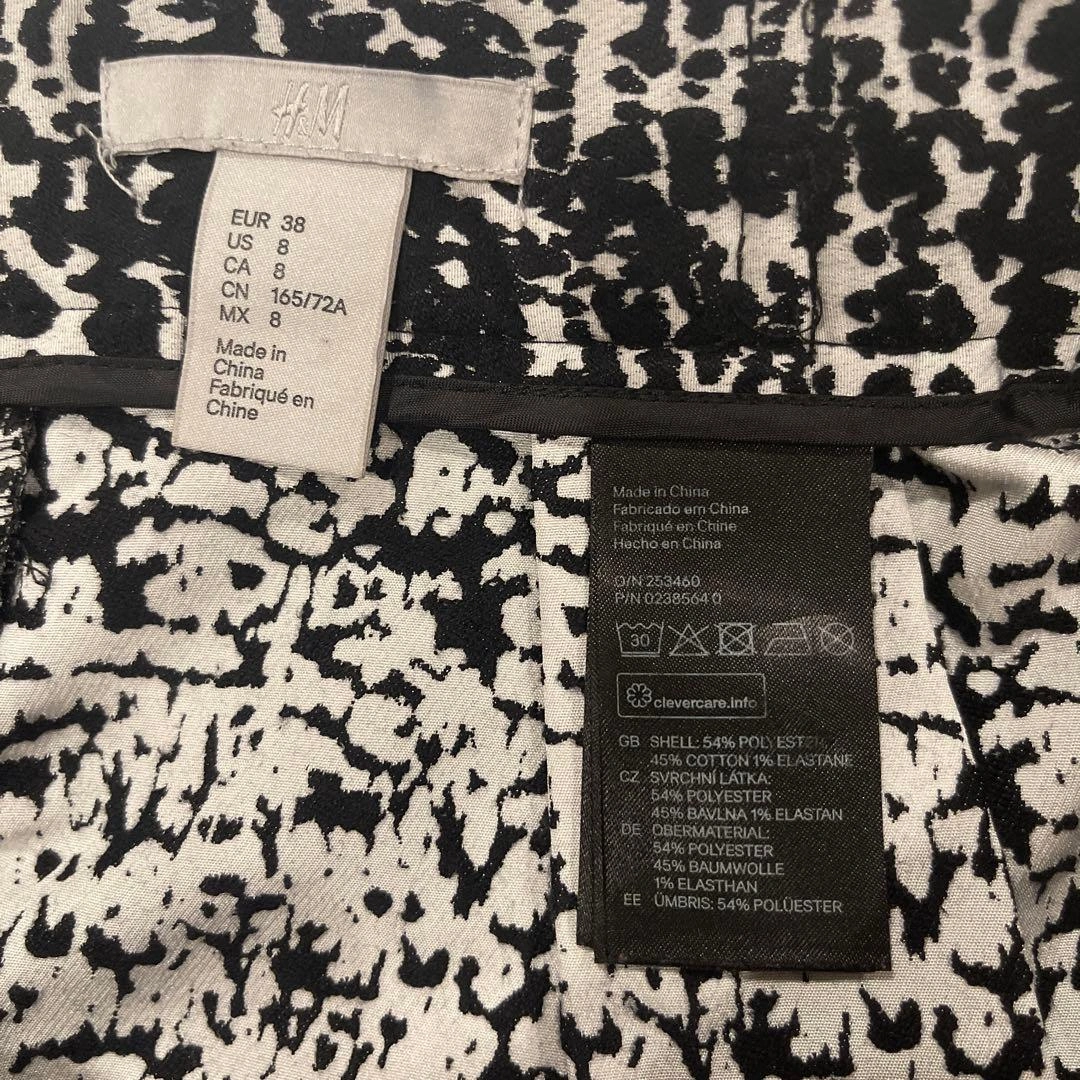 H&M
EUR 38
US 8
CA 8
CN 165/72A
MX 8
Made in
China
Fabriqué en
Chine
Made in China
Fabricado em China
Fabriqué en Chine
Hecho en China
O/N 253460
P/N 0238564 0
30
clevercare.info
GB SHELL: 54% POLYESTER
45% COTTON 1% ELASTANE
CZ SVRCHNÍ LÁTKA:
54% POLYESTER
45% BAVLNA 1% ELASTAN
DE OBERMATERIAL:
54% POLYESTER
45% BAUMWOLLE
1% ELASTHAN
EE ÜMBRIS: 54% POLÜESTER